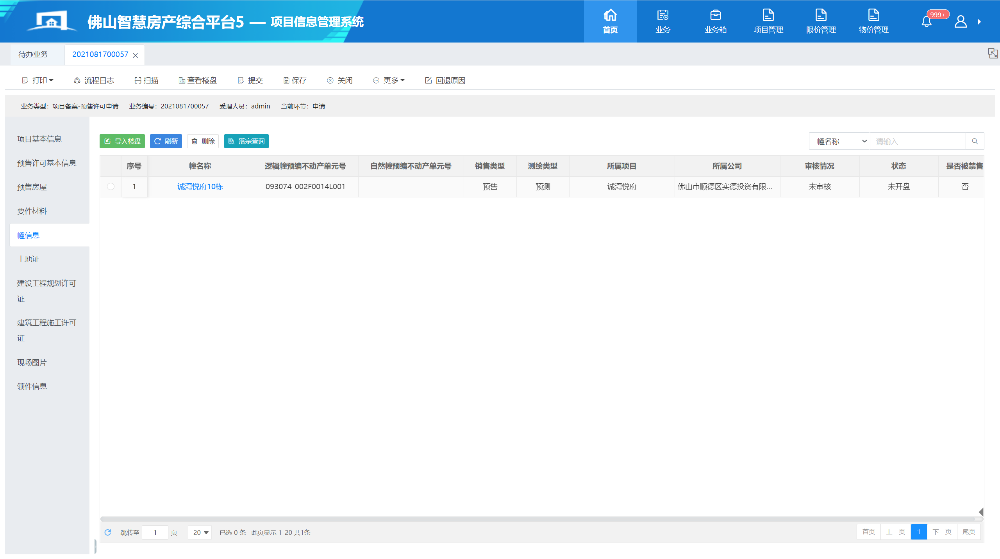 佛山智慧房产综合平台5 — 项目信息管理系统
首页 业务 业务箱 项目管理 限价管理 物价管理 999+
待办业务 2021081700057
打印 流程日志 扫描 查看楼盘 提交 保存 关闭 更多 回退原因
业务类型：项目备案-预售许可申请 业务编号：2021081700057 受理人员：admin 当前环节：申请
项目基本信息
预售许可基本信息
预售房屋
要件材料
幢信息
土地证
建设工程规划许可
证
建筑工程施工许可
证
现场图片
领件信息
导入楼盘 刷新 删除 落宗查询 幢名称 请输入
序号 幢名称 逻辑幢预编不动产单元号 自然幢预编不动产单元号 销售类型 测绘类型 所属项目 所属公司 审核情况 状态 是否被禁售
1 诚湾悦府10栋 093074-002F0014L001 预售 预测 诚湾悦府 佛山市顺德区实德投资有限... 未审核 未开盘 否
跳转至 1 页 20 已选 0 条 此页显示 1-20 共1条 首页 上一页 1 下一页 尾页